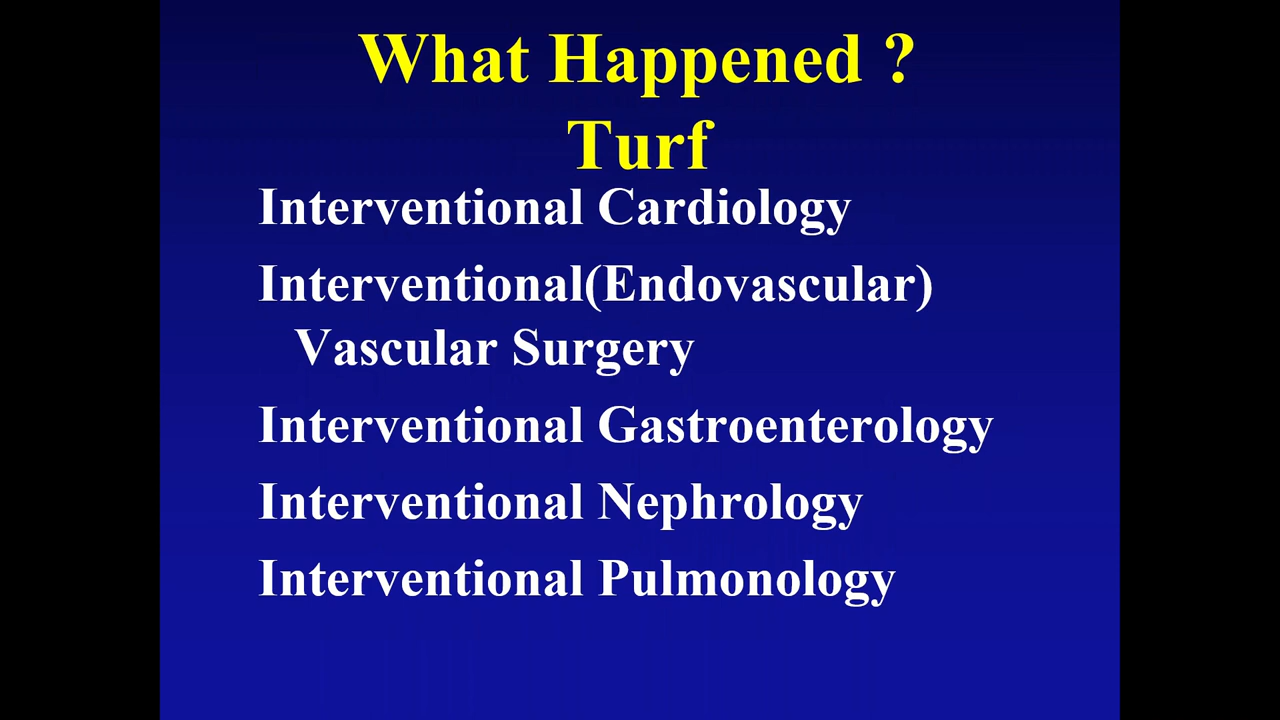 What Happened ?
Turf
Interventional Cardiology
Interventional(Endovascular)
Vascular Surgery
Interventional Gastroenterology
Interventional Nephrology
Interventional Pulmonology